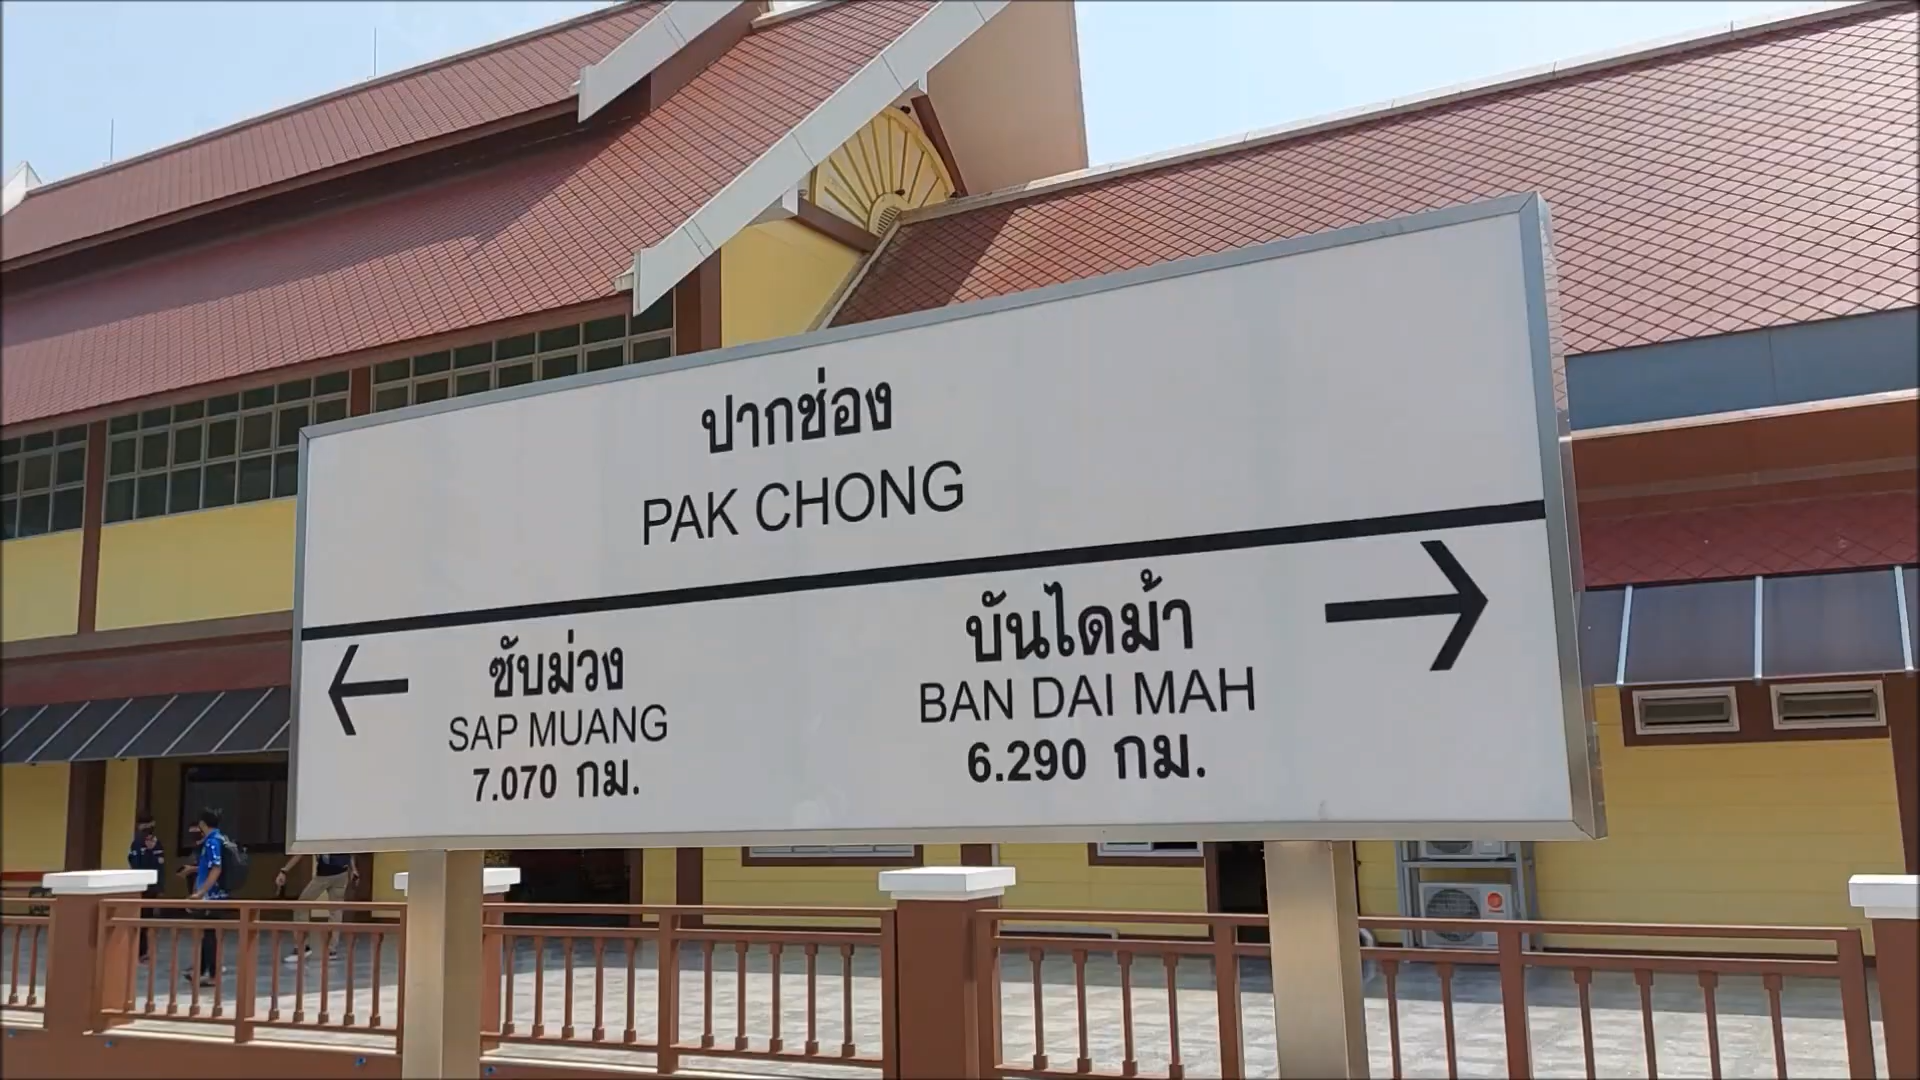 ปากช่อง
PAK CHONG
ซับม่วง
SAP MUANG
7.070 กม.
บันไดม้า
BAN DAI MAH
6.290 กม.